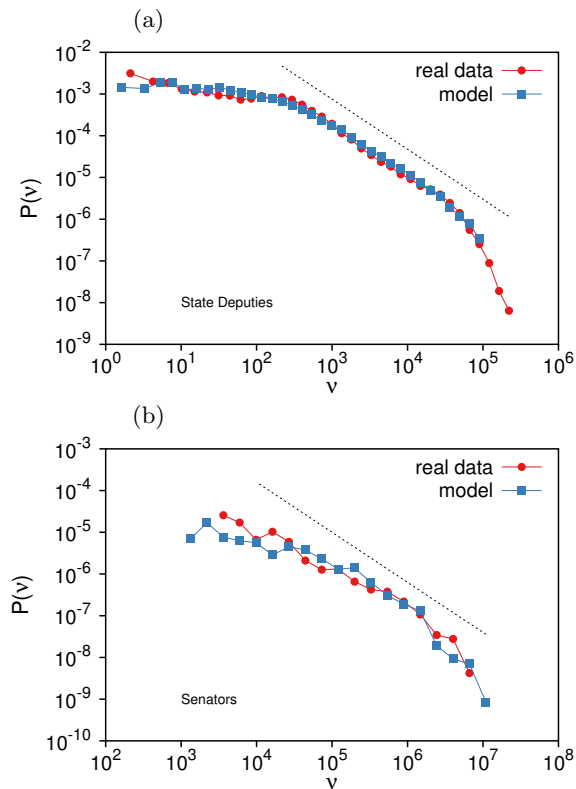 (a)
10^-2
10^-3
10^-4
10^-5
10^-6
10^-7
10^-8
10^-9
P(ν)
real data
model
State Deputies
10^0 10^1 10^2 10^3 10^4 10^5 10^6
ν
(b)
10^-3
10^-4
10^-5
10^-6
10^-7
10^-8
10^-9
10^-10
P(ν)
real data
model
Senators
10^2 10^3 10^4 10^5 10^6 10^7 10^8
ν